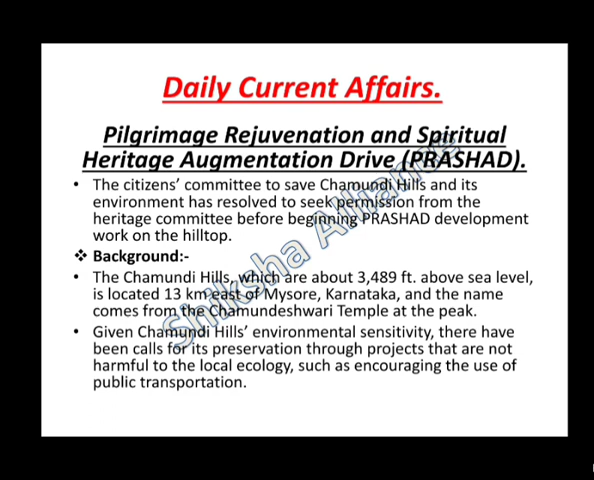 Daily Current Affairs.
Pilgrimage Rejuvenation and Spiritual
Heritage Augmentation Drive (PRASHAD).
• The citizens’ committee to save Chamundi Hills and its
environment has resolved to seek permission from the
heritage committee before beginning PRASHAD development
work on the hilltop.
❖ Background:-
• The Chamundi Hills, which are about 3,489 ft. above sea level,
is located 13 km east of Mysore, Karnataka, and the name
comes from the Chamundeshwari Temple at the peak.
• Given Chamundi Hills’ environmental sensitivity, there have
been calls for its preservation through projects that are not
harmful to the local ecology, such as encouraging the use of
public transportation.
Shiksha Alliance